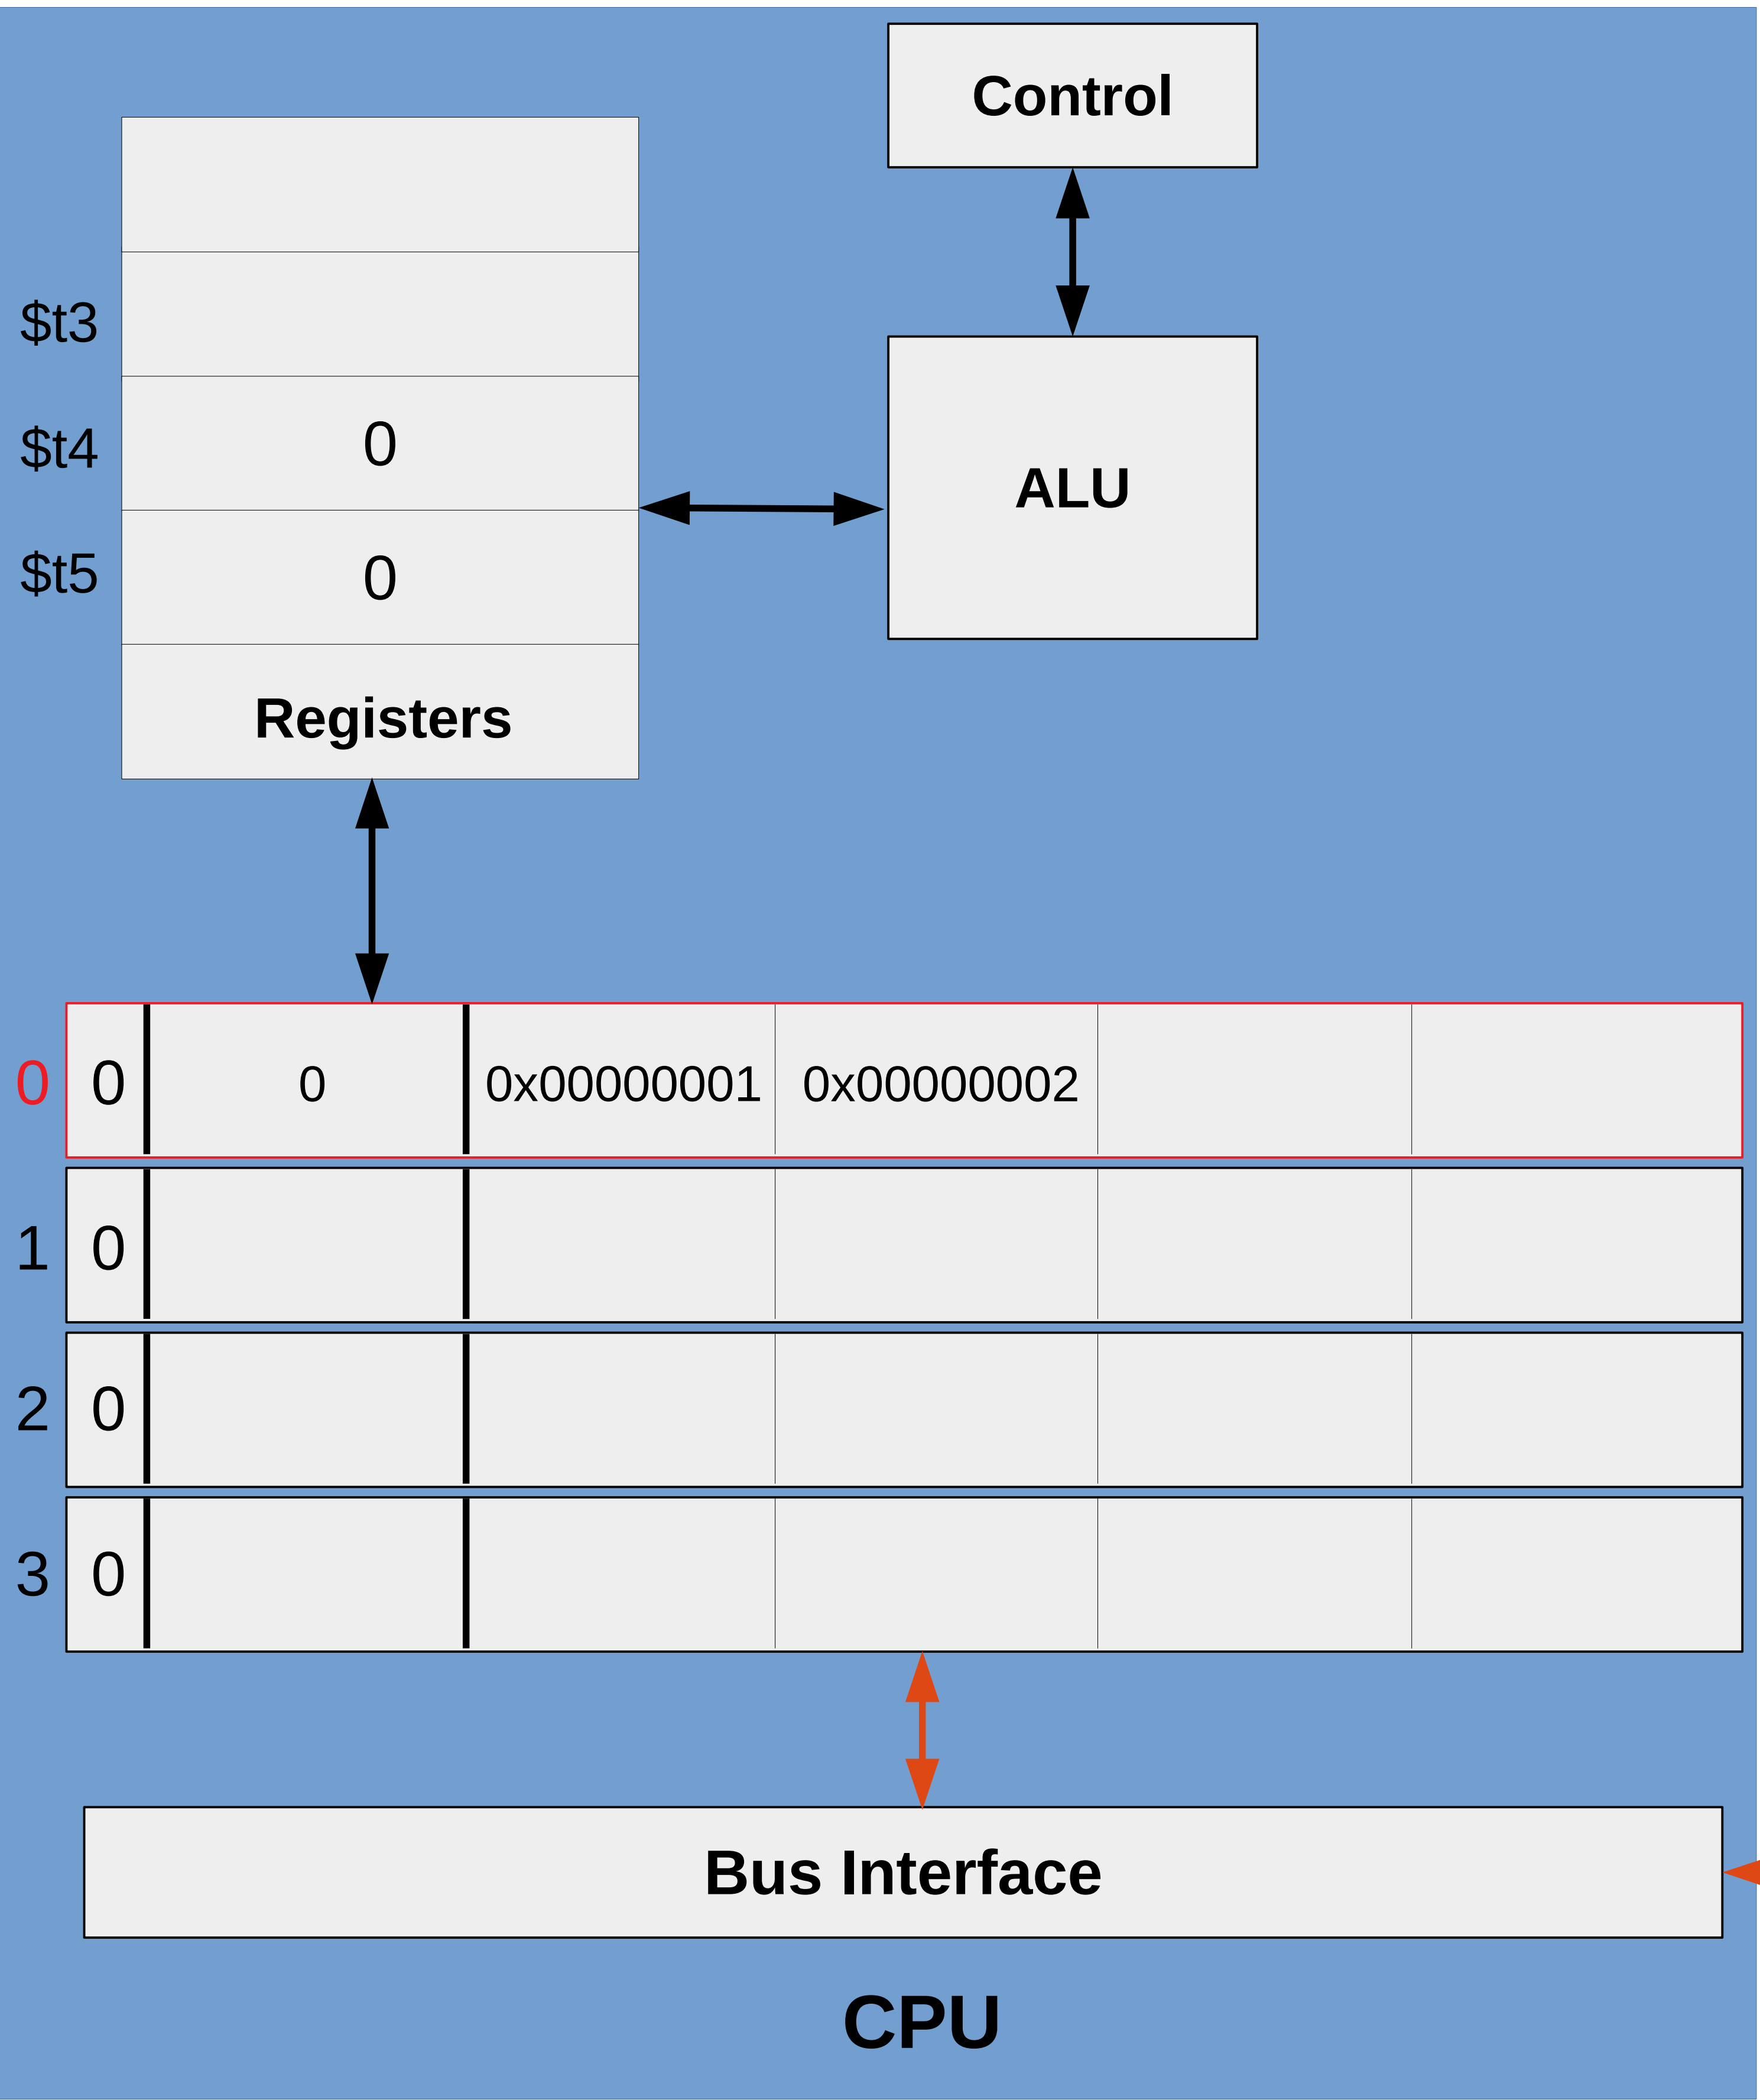 Control
$t3
$t4 0
ALU
$t5 0
Registers
0 0 0 0x00000001 0x00000002
1 0
2 0
3 0
Bus Interface
CPU